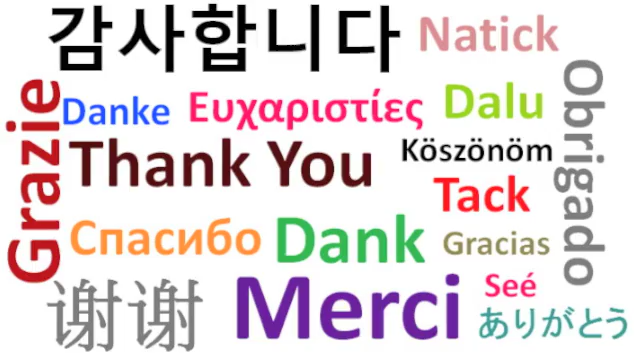 감사합니다
Natick
Grazie
Danke
Ευχαριστίες
Dalu
Obrigado
Thank You
Köszönöm
Tack
Спасибо
Dank
Gracias
谢谢
Merci
Seé
ありがとう